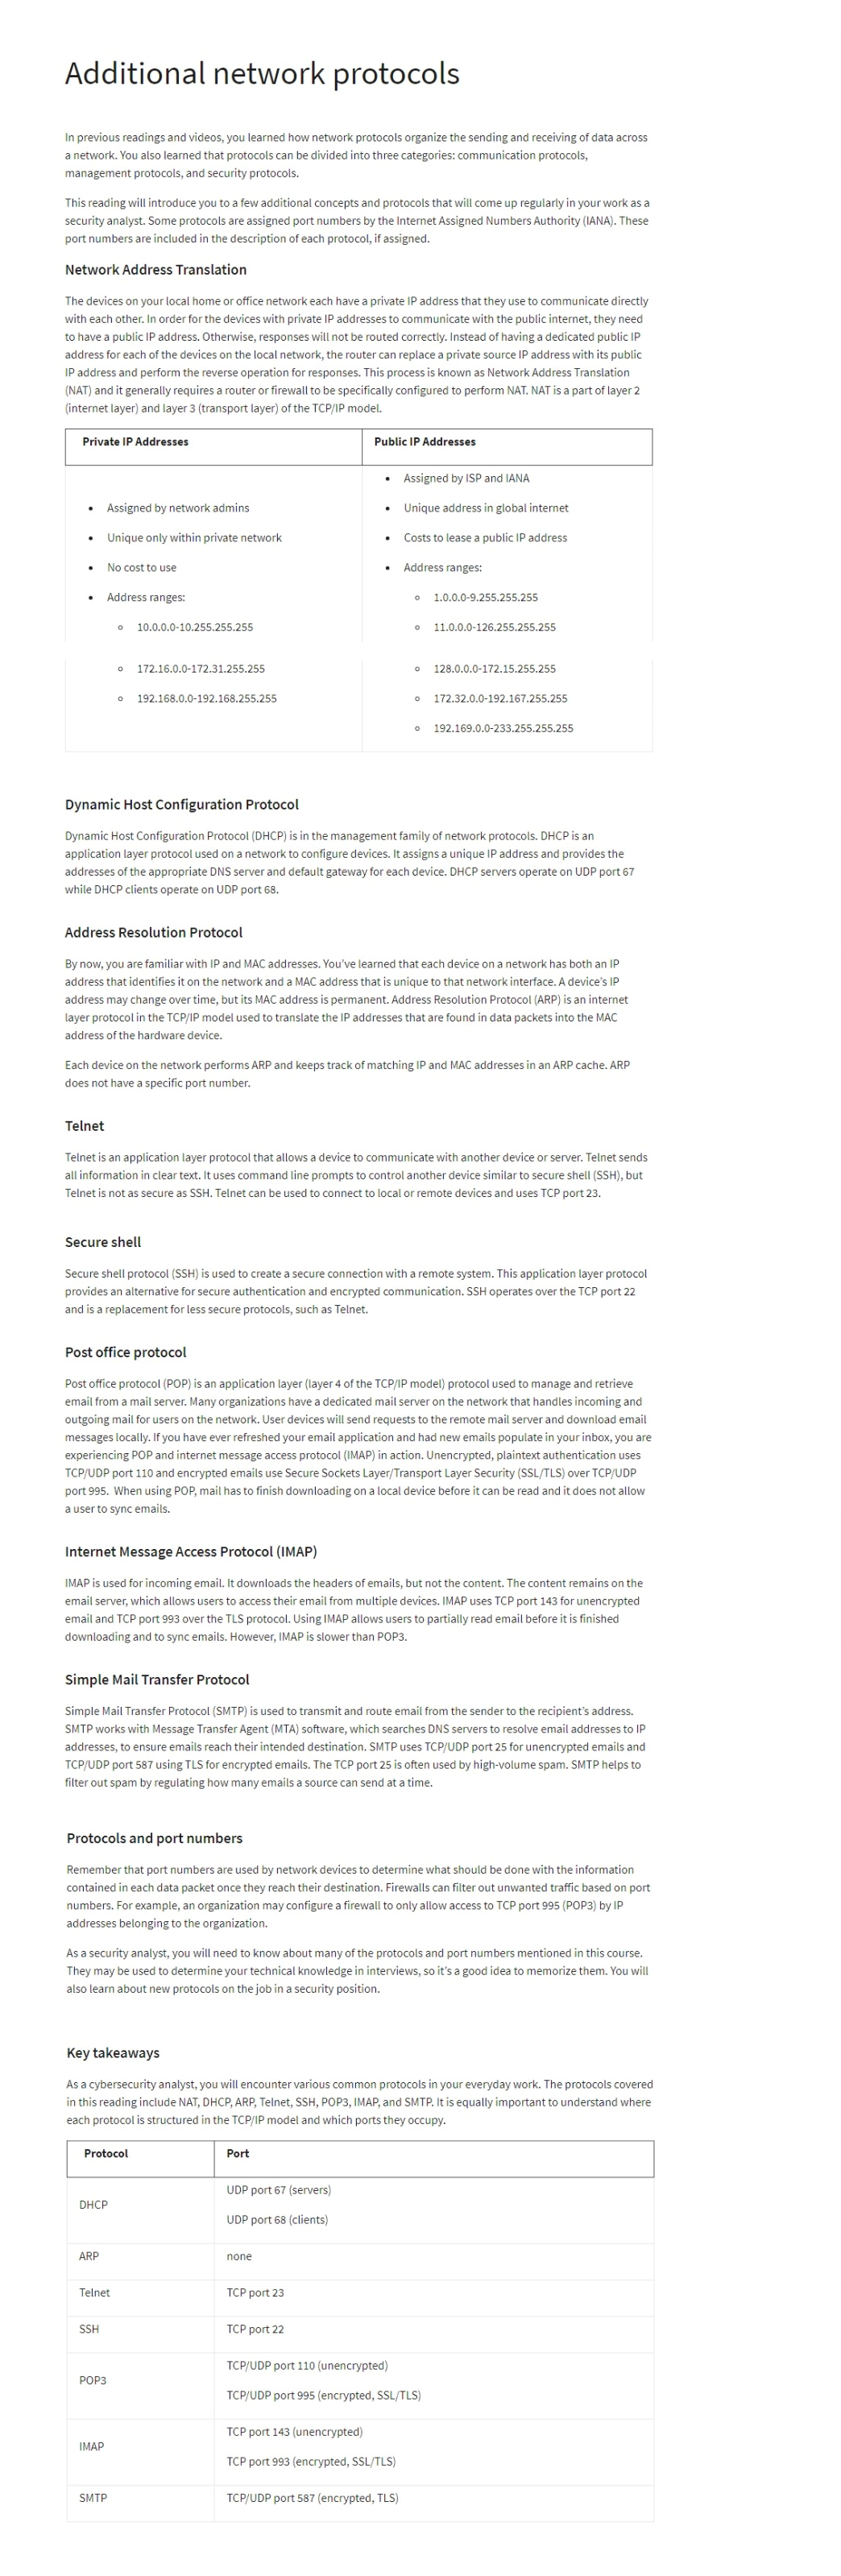 Additional network protocols
In previous readings and videos, you learned how network protocols organize the sending and receiving of data across
a network. You also learned that protocols can be divided into three categories: communication protocols,
management protocols, and security protocols.
This reading will introduce you to a few additional concepts and protocols that will come up regularly in your work as a
security analyst. Some protocols are assigned port numbers by the Internet Assigned Numbers Authority (IANA). These
port numbers are included in the description of each protocol, if assigned.
Network Address Translation
The devices on your local home or office network each have a private IP address that they use to communicate directly
with each other. In order for the devices with private IP addresses to communicate with the public internet, they need
to have a public IP address. Otherwise, responses will not be routed correctly. Instead of having a dedicated public IP
address for each of the devices on the local network, the router can replace a private source IP address with its public
IP address and perform the reverse operation for responses. This process is known as Network Address Translation
(NAT) and it generally requires a router or firewall to be specifically configured to perform NAT. NAT is a part of layer 2
(internet layer) and layer 3 (transport layer) of the TCP/IP model.
Private IP Addresses
• Assigned by network admins
• Unique only within private network
• No cost to use
• Address ranges:
◦ 10.0.0.0-10.255.255.255
◦ 172.16.0.0-172.31.255.255
◦ 192.168.0.0-192.168.255.255
Public IP Addresses
• Assigned by ISP and IANA
• Unique address in global internet
• Costs to lease a public IP address
• Address ranges:
◦ 1.0.0.0-9.255.255.255
◦ 11.0.0.0-126.255.255.255
◦ 128.0.0.0-172.15.255.255
◦ 172.32.0.0-192.167.255.255
◦ 192.169.0.0-233.255.255.255
Dynamic Host Configuration Protocol
Dynamic Host Configuration Protocol (DHCP) is in the management family of network protocols. DHCP is an
application layer protocol used on a network to configure devices. It assigns a unique IP address and provides the
addresses of the appropriate DNS server and default gateway for each device. DHCP servers operate on UDP port 67
while DHCP clients operate on UDP port 68.
Address Resolution Protocol
By now, you are familiar with IP and MAC addresses. You've learned that each device on a network has both an IP
address that identifies it on the network and a MAC address that is unique to that network interface. A device's IP
address may change over time, but its MAC address is permanent. Address Resolution Protocol (ARP) is an internet
layer protocol in the TCP/IP model used to translate the IP addresses that are found in data packets into the MAC
address of the hardware device.
Each device on the network performs ARP and keeps track of matching IP and MAC addresses in an ARP cache. ARP
does not have a specific port number.
Telnet
Telnet is an application layer protocol that allows a device to communicate with another device or server. Telnet sends
all information in clear text. It uses command line prompts to control another device similar to secure shell (SSH), but
Telnet is not as secure as SSH. Telnet can be used to connect to local or remote devices and uses TCP port 23.
Secure shell
Secure shell protocol (SSH) is used to create a secure connection with a remote system. This application layer protocol
provides an alternative for secure authentication and encrypted communication. SSH operates over the TCP port 22
and is a replacement for less secure protocols, such as Telnet.
Post office protocol
Post office protocol (POP) is an application layer (layer 4 of the TCP/IP model) protocol used to manage and retrieve
email from a mail server. Many organizations have a dedicated mail server on the network that handles incoming and
outgoing mail for users on the network. User devices will send requests to the remote mail server and download email
messages locally. If you have ever refreshed your email application and had new emails populate in your inbox, you are
experiencing POP and internet message access protocol (IMAP) in action. Unencrypted, plaintext authentication uses
TCP/UDP port 110 and encrypted emails use Secure Sockets Layer/Transport Layer Security (SSL/TLS) over TCP/UDP
port 995. When using POP, mail has to finish downloading on a local device before it can be read and it does not allow
a user to sync emails.
Internet Message Access Protocol (IMAP)
IMAP is used for incoming email. It downloads the headers of emails, but not the content. The content remains on the
email server, which allows users to access their email from multiple devices. IMAP uses TCP port 143 for unencrypted
email and TCP port 993 over the TLS protocol. Using IMAP allows users to partially read email before it is finished
downloading and to sync emails. However, IMAP is slower than POP3.
Simple Mail Transfer Protocol
Simple Mail Transfer Protocol (SMTP) is used to transmit and route email from the sender to the recipient's address.
SMTP works with Message Transfer Agent (MTA) software, which searches DNS servers to resolve email addresses to IP
addresses, to ensure emails reach their intended destination. SMTP uses TCP/UDP port 25 for unencrypted emails and
TCP/UDP port 587 using TLS for encrypted emails. The TCP port 25 is often used by high-volume spam. SMTP helps to
filter out spam by regulating how many emails a source can send at a time.
Protocols and port numbers
Remember that port numbers are used by network devices to determine what should be done with the information
contained in each data packet once they reach their destination. Firewalls can filter out unwanted traffic based on port
numbers. For example, an organization may configure a firewall to only allow access to TCP port 995 (POP3) by IP
addresses belonging to the organization.
As a security analyst, you will need to know about many of the protocols and port numbers mentioned in this course.
They may be used to determine your technical knowledge in interviews, so it's a good idea to memorize them. You will
also learn about new protocols on the job in a security position.
Key takeaways
As a cybersecurity analyst, you will encounter various common protocols in your everyday work. The protocols covered
in this reading include NAT, DHCP, ARP, Telnet, SSH, POP3, IMAP, and SMTP. It is equally important to understand where
each protocol is structured in the TCP/IP model and which ports they occupy.
Protocol Port
DHCP
UDP port 67 (servers)
UDP port 68 (clients)
ARP none
Telnet TCP port 23
SSH TCP port 22
POP3
TCP/UDP port 110 (unencrypted)
TCP/UDP port 995 (encrypted, SSL/TLS)
IMAP
TCP port 143 (unencrypted)
TCP port 993 (encrypted, SSL/TLS)
SMTP TCP/UDP port 587 (encrypted, TLS)